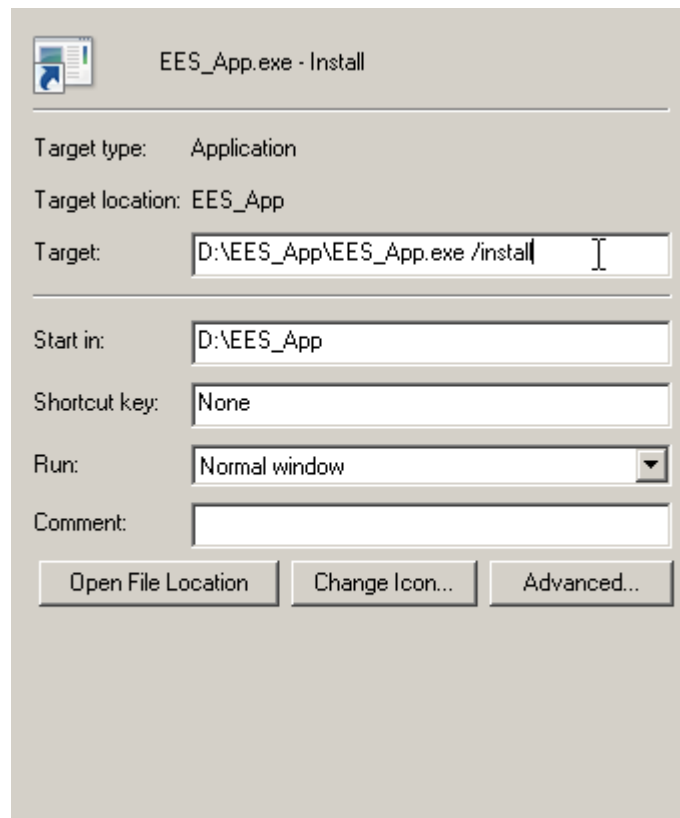 EES_App.exe - Install
Target type: Application
Target location: EES_App
Target: D:\EES_App\EES_App.exe /install
Start in: D:\EES_App
Shortcut key: None
Run: Normal window
Comment:
Open File Location Change Icon... Advanced...